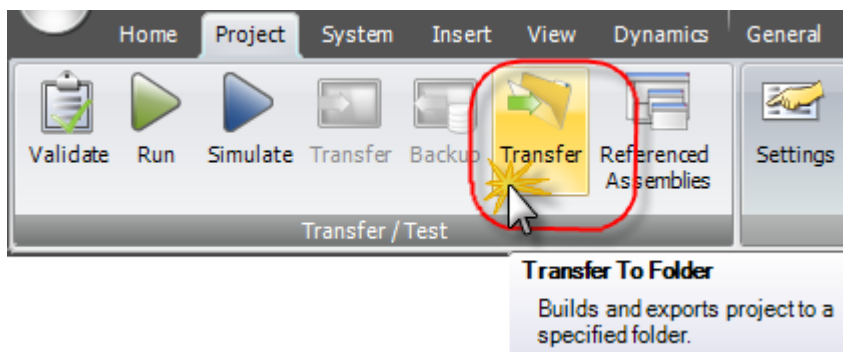 Home Project System Insert View Dynamics General
Validate Run Simulate Transfer Backup Transfer Referenced Assemblies Settings
Transfer / Test
Transfer To Folder
Builds and exports project to a
specified folder.